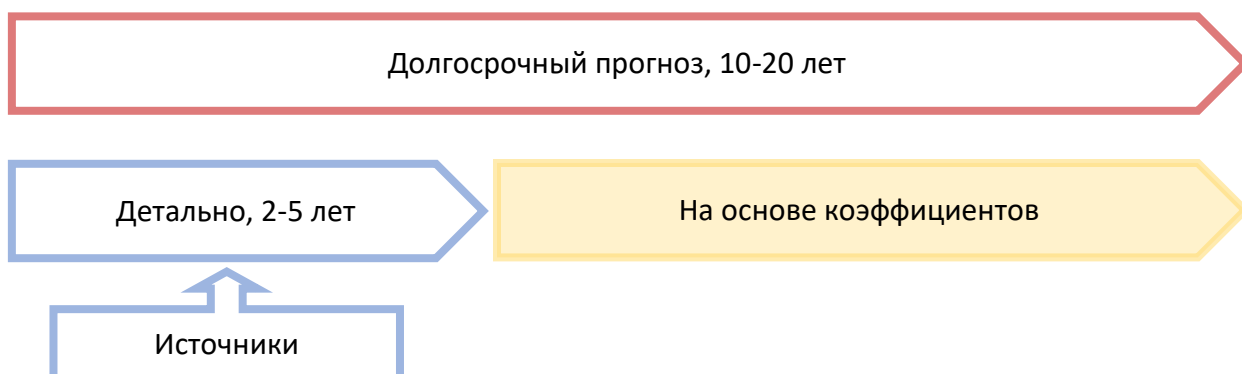 Долгосрочный прогноз, 10-20 лет
Детально, 2-5 лет
На основе коэффициентов
Источники